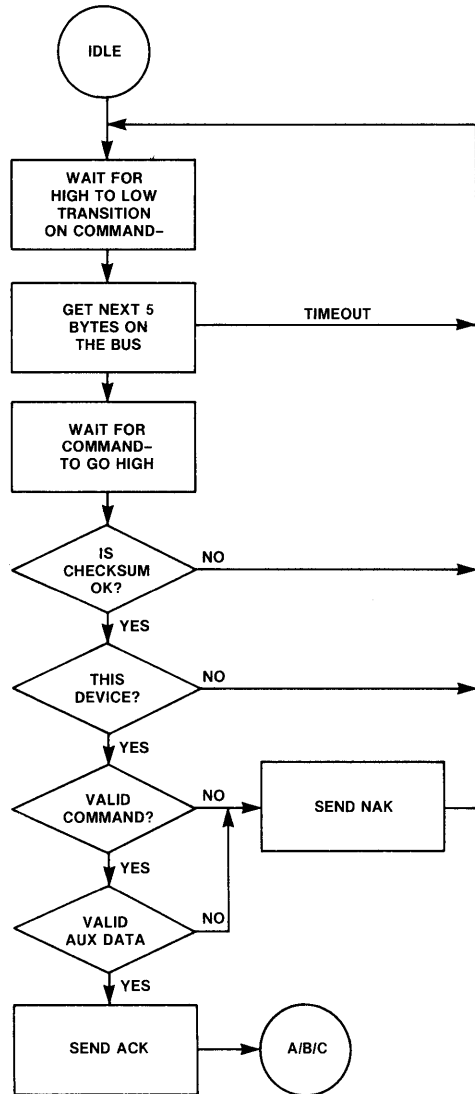 IDLE
WAIT FOR
HIGH TO LOW
TRANSITION
ON COMMAND–
GET NEXT 5
BYTES ON
THE BUS
TIMEOUT
WAIT FOR
COMMAND–
TO GO HIGH
IS
CHECKSUM
OK?
NO
YES
THIS
DEVICE?
NO
YES
VALID
COMMAND?
NO
SEND NAK
YES
VALID
AUX DATA
NO
YES
SEND ACK
A/B/C